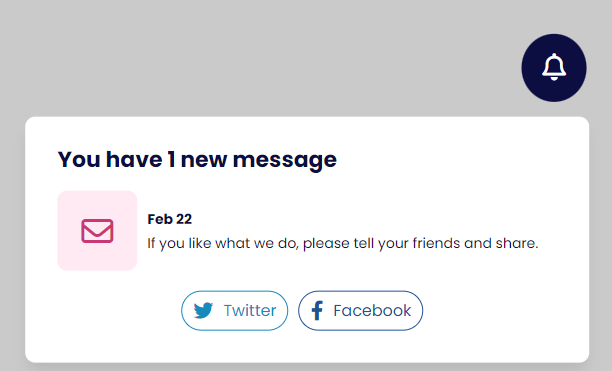 You have 1 new message
Feb 22
If you like what we do, please tell your friends and share.
Twitter Facebook